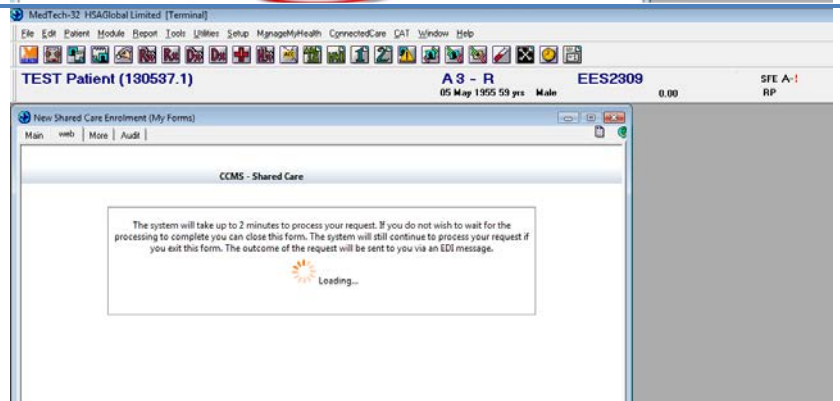 MedTech-32 HSAGlobal Limited [Terminal]
File Edit Patient Module Report Tools Utilities Setup ManageMyHealth ConnectedCare CAT Window Help
TEST Patient (130537.1) A 3 - R EES2309 SFE A-!
05 May 1955 59 yrs Male 0.00 RP
New Shared Care Enrolment (My Forms)
Main web More Audit
CCMS - Shared Care
The system will take up to 2 minutes to process your request. If you do not wish to wait for the
processing to complete you can close this form. The system will still continue to process your request if
you exit this form. The outcome of the request will be sent to you via an EDI message.
Loading...